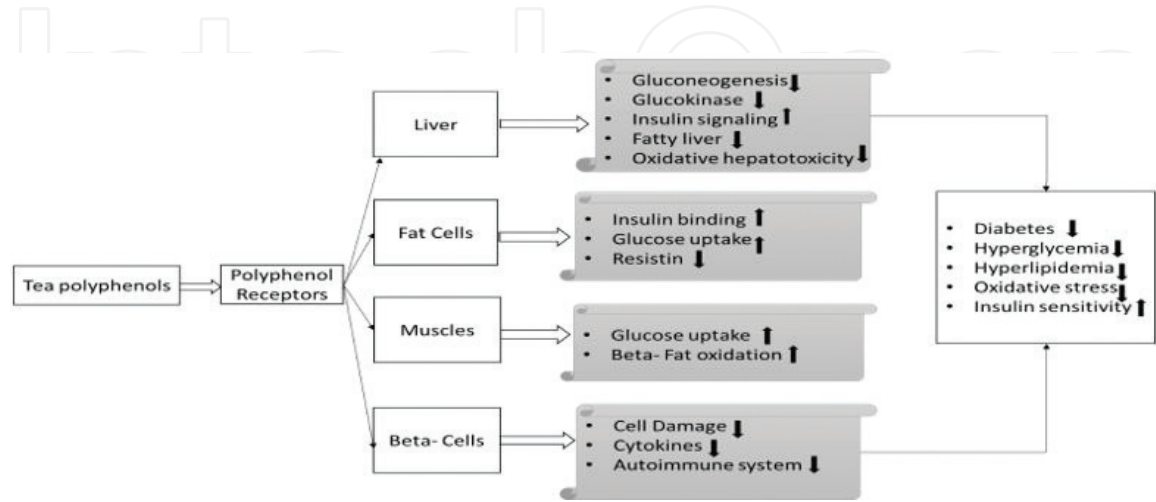 Tea polyphenols
Polyphenol
Receptors
Liver
• Gluconeogenesis⬇
• Glucokinase ⬇
• Insulin signaling ⬆
• Fatty liver ⬇
• Oxidative hepatotoxicity⬇
Fat Cells
• Insulin binding ⬆
• Glucose uptake⬆
• Resistin ⬇
Muscles
• Glucose uptake ⬆
• Beta- Fat oxidation ⬆
Beta- Cells
• Cell Damage ⬇
• Cytokines ⬇
• Autoimmune system ⬇
• Diabetes ⬇
• Hyperglycemia⬇
• Hyperlipidemia⬇
• Oxidative stress⬇
• Insulin sensitivity⬆